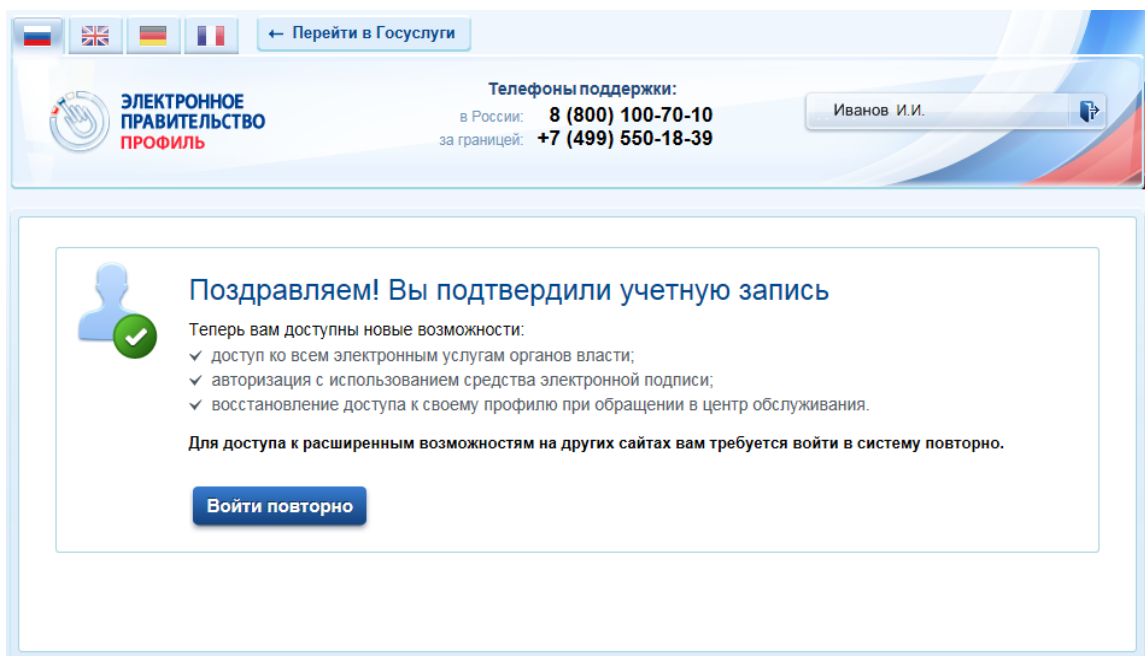 ← Перейти в Госуслуги
ЭЛЕКТРОННОЕ
ПРАВИТЕЛЬСТВО
ПРОФИЛЬ
Телефоны поддержки:
в России: 8 (800) 100-70-10
за границей: +7 (499) 550-18-39
Иванов И.И.
Поздравляем! Вы подтвердили учетную запись
Теперь вам доступны новые возможности:
доступ ко всем электронным услугам органов власти;
авторизация с использованием средства электронной подписи;
восстановление доступа к своему профилю при обращении в центр обслуживания.
Для доступа к расширенным возможностям на других сайтах вам требуется войти в систему повторно.
Войти повторно